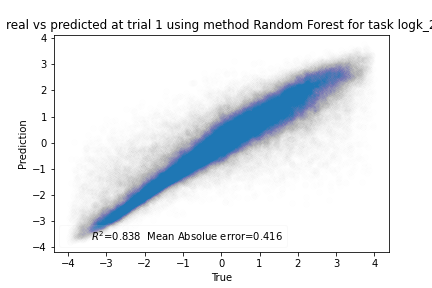 real vs predicted at trial 1 using method Random Forest for task logk_2
4
3
2
1
0
−1
−2
−3
−4
Prediction
R²=0.838 Mean Absolue error=0.416
−4 −3 −2 −1 0 1 2 3 4
True